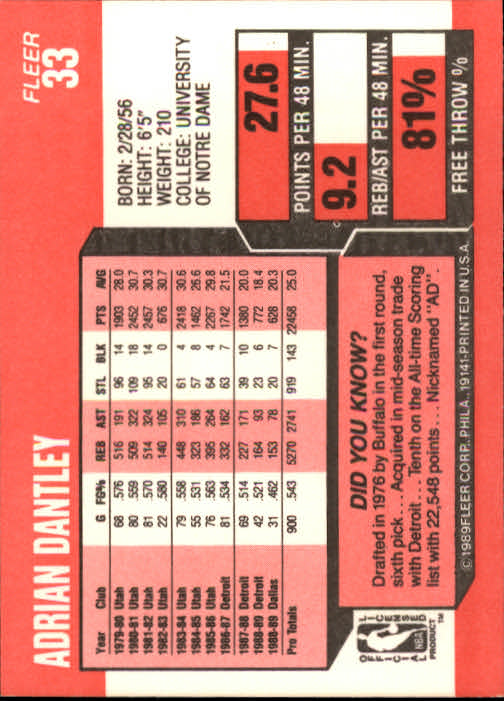 FLEER
33
ADRIAN DANTLEY
BORN: 2/28/56
HEIGHT: 6'5"
WEIGHT: 210
COLLEGE: UNIVERSITY
OF NOTRE DAME
27.6
POINTS PER 48 MIN.
9.2
REB/AST PER 48 MIN.
81%
FREE THROW %
Year Club G FG% REB AST STL BLK PTS AVG
1979-80 Utah 68 .576 516 191 96 14 1903 28.0
1980-81 Utah 80 .559 509 322 109 18 2452 30.7
1981-82 Utah 81 .570 514 324 95 14 2457 30.3
1982-83 Utah 22 .580 140 105 20 0 676 30.7
1983-84 Utah 79 .558 448 310 61 4 2418 30.6
1984-85 Utah 55 .531 323 186 57 8 1462 26.6
1985-86 Utah 76 .563 395 264 64 4 2267 29.8
1986-87 Detroit 81 .534 332 162 63 7 1742 21.5
1987-88 Detroit 69 .514 227 171 39 10 1380 20.0
1988-89 Detroit 42 .521 164 93 23 6 772 18.4
1988-89 Dallas 31 .462 153 78 20 7 628 20.3
Pro Totals 900 .543 5270 2741 919 143 22458 25.0
DID YOU KNOW?
Drafted in 1976 by Buffalo in the first round,
sixth pick... Acquired in mid-season trade
with Detroit... Tenth on the All-time Scoring
list with 22,548 points... Nicknamed "AD".
OFFICIAL LICENSED
NBA
PRODUCT™
©1989 FLEER CORP., PHILA., 19141-PRINTED IN U.S.A.